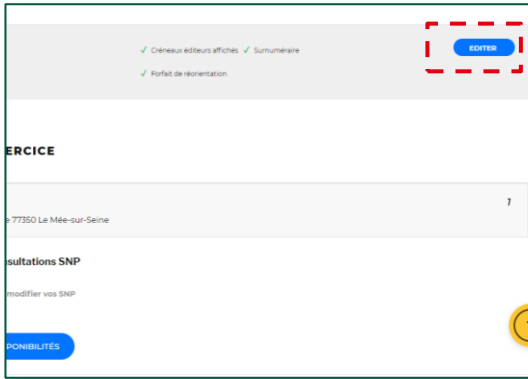 ✓ Créneaux éditeurs affichés ✓ Surnuméraire
EDITER
✓ Forfait de réorientation
ERCICE
1
e 77350 Le Mée-sur-Seine
sultations SNP
modifier vos SNP
PONIBILITÉS